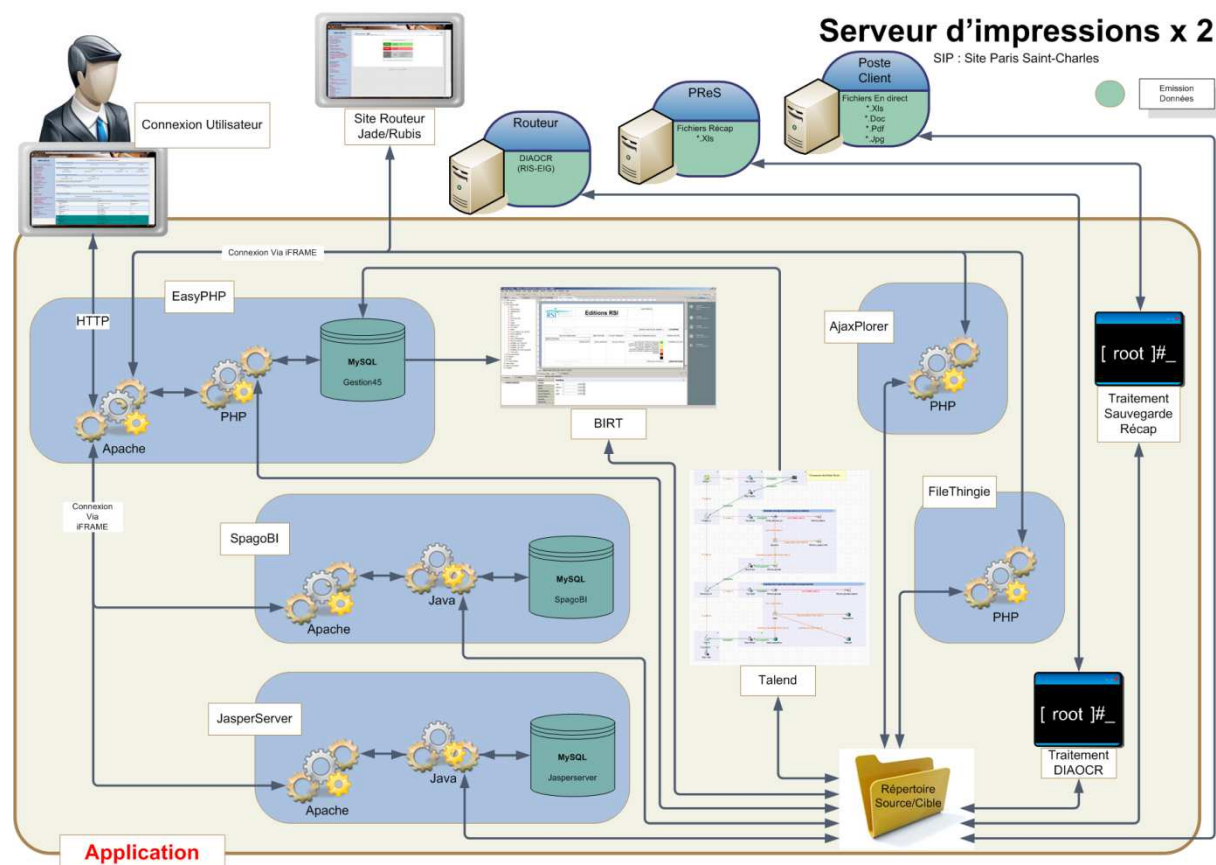 Serveur d'impressions x 2
SIP : Site Paris Saint-Charles
Emission
Données
Poste
Client
Fichiers En direct
*.Xls
*.Doc
*.Pdf
*.Jpg
PReS
Fichiers Récap
*.Xls
Routeur
DIAOCR
(RIS-EIG)
Site Routeur
Jade/Rubis
Connexion Utilisateur
Connexion Via iFRAME
HTTP
EasyPHP
MySQL
Gestion45
PHP
Apache
Editions RSI
RSI
BIRT
AjaxPlorer
PHP
[ root ]#_
Traitement
Sauvegarde
Récap
Connexion
Via
iFRAME
SpagoBI
MySQL
SpagoBI
Java
Apache
FileThingie
PHP
Talend
[ root ]#_
Traitement
DIAOCR
JasperServer
MySQL
Jasperserver
Java
Apache
Répertoire
Source/Cible
Application